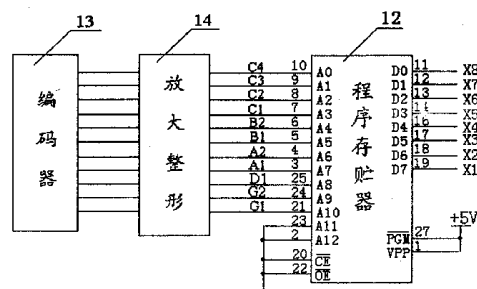 13
14
12
编码器
放大整形
程序存贮器
C4 10 A0
C3 9 A1
C2 8 A2
C1 7 A3
B2 6 A4
B1 5 A5
A2 4 A6
A1 3 A7
D1 25 A8
G2 24 A9
G1 21 A10
23 A11
2 A12
20 CE
22 OE
D0 11 X8
D1 12 X7
D2 13 X6
D3 15 X5
D4 16 X4
D5 17 X3
D6 18 X2
D7 19 X1
+5V
PGM 27
VPP 1